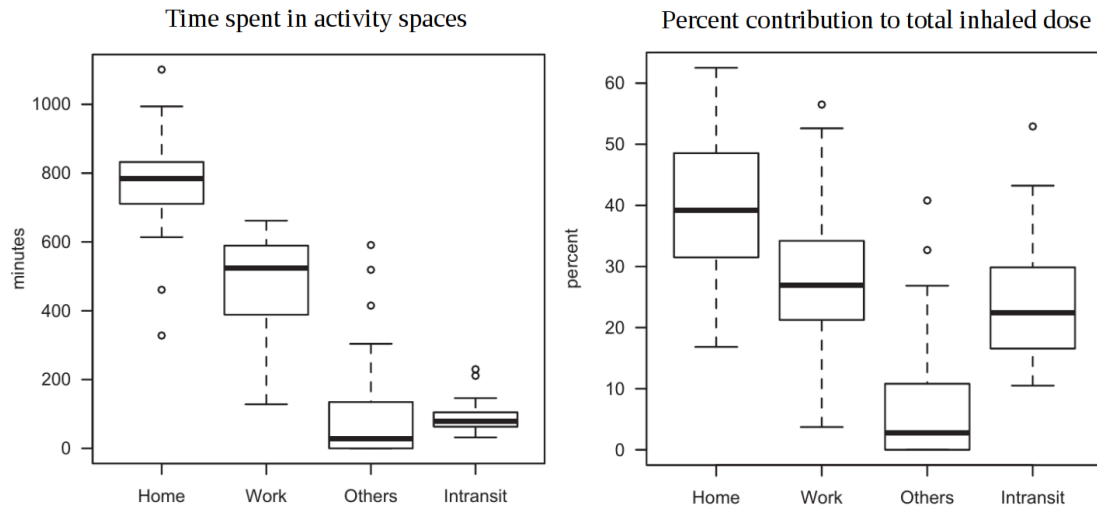 Time spent in activity spaces
minutes
1000
800
600
400
200
0
Home Work Others Intransit
Percent contribution to total inhaled dose
percent
60
50
40
30
20
10
0
Home Work Others Intransit